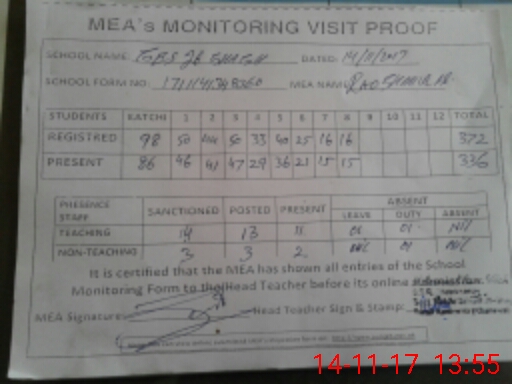 MEA's MONITORING VISIT PROOF
SCHOOL NAME: DATED: 14/11/2017
SCHOOL FORM NO: MEA NAME:
STUDENTS KATCHI 1 2 3 4 5 6 7 8 9 10 11 12 TOTAL
REGISTRED 98 50 44 50 33 40 25 16 16 372
PRESENT 86 46 41 47 29 36 21 15 15 336
PRESENCE STAFF SANCTIONED POSTED PRESENT ABSENT
LEAVE DUTY ABSENT
TEACHING 14 13 11 01 01 Nil
NON-TEACHING 3 3 2 Nil 01 Nil
It is certified that the MEA has shown all entries of the School
Monitoring Form to the Head Teacher before its online
MEA Signature: Head Teacher Sign & Stamp:
14-11-17 13:55